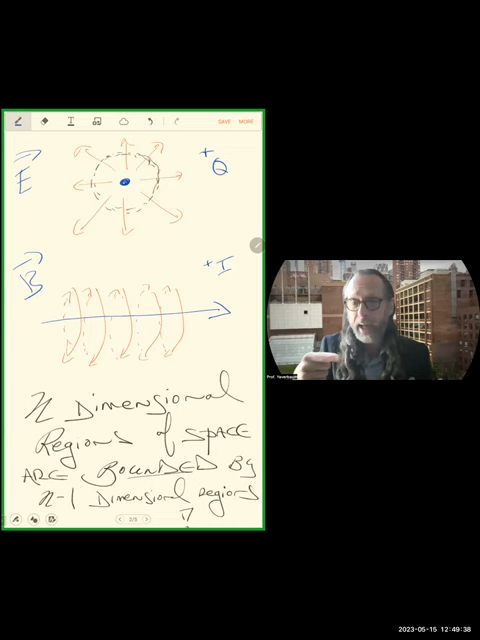 T
SAVE MORE
E
+Q
B
+I
n Dimensional
Regions of SPACE
ARE BOUNDED By
n-1 Dimensional regions
2/5
Prof. Yaverbaum
2023-05-15 12:49:38